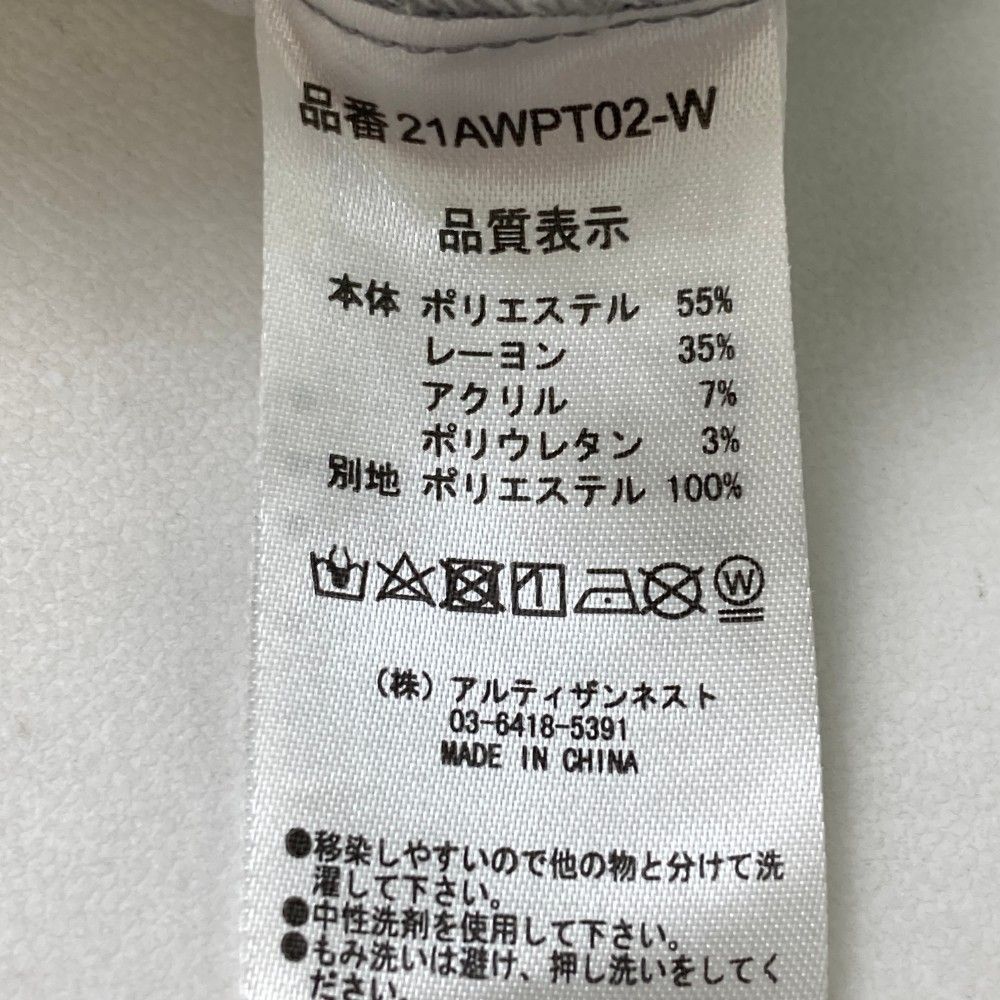 品番 21AWPT02-W
品質表示
本体 ポリエステル 55%
レーヨン 35%
アクリル 7%
ポリウレタン 3%
別地 ポリエステル 100%
W
(株) アルティザンネスト
03-6418-5391
MADE IN CHINA
●移染しやすいので他の物と分けて洗
濯して下さい。
●中性洗剤を使用して下さい。
●もみ洗いは避け、押し洗いをしてく
ださい。